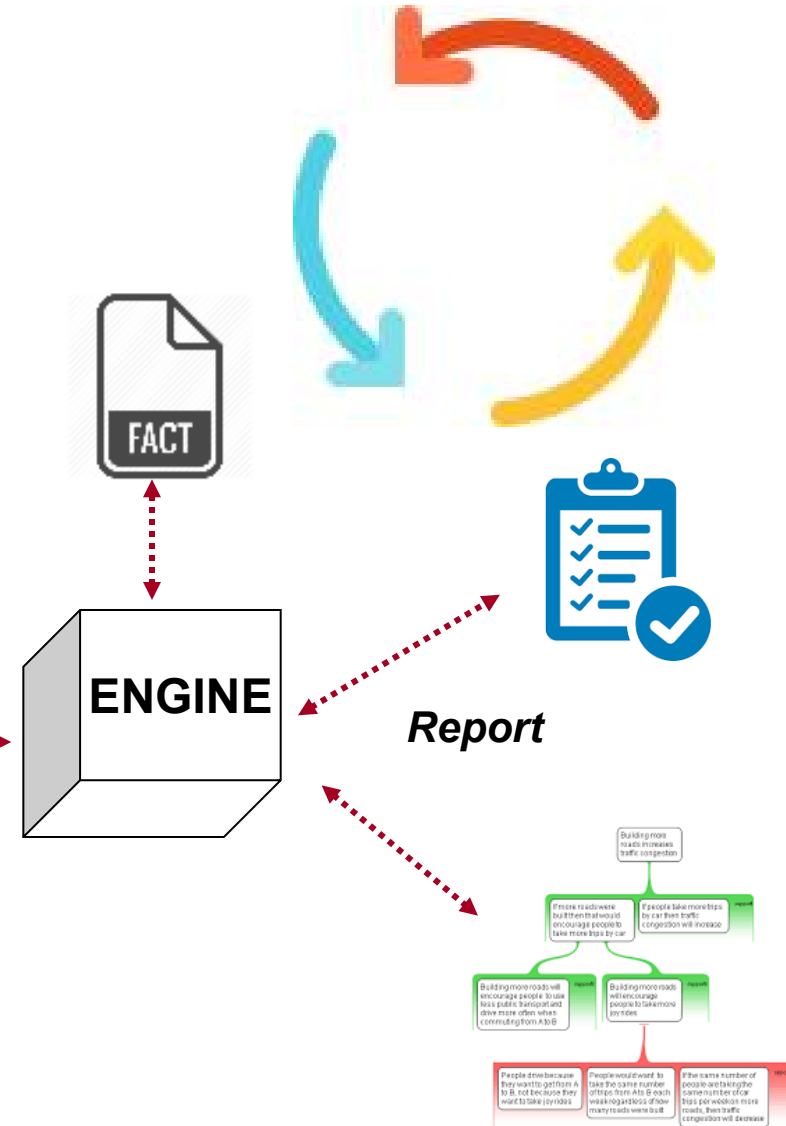 FACT
ENGINE
Report
Building more
roads increases
traffic congestion
If more roads were
built then that would
encourage people to
take more trips by car
If people take more trips
by car then traffic
congestion will increase
support
Building more roads will
encourage people to use
less public transport and
drive more often when
commuting from A to B
support
Building more roads
will encourage
people to take more
joy rides
support
People drive because
they want to get from A
to B, not because they
want to take joy rides
People would want to
take the same number
of trips from A to B each
week regardless of how
many roads were built
If the same number of
people are taking the
same number of car
trips per week on more
roads, then traffic
congestion will decrease